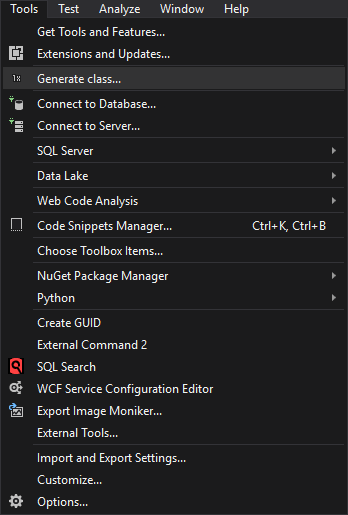 Tools Test Analyze Window Help
Get Tools and Features...
Extensions and Updates...
1x Generate class...
Connect to Database...
Connect to Server...
SQL Server
Data Lake
Web Code Analysis
Code Snippets Manager... Ctrl+K, Ctrl+B
Choose Toolbox Items...
NuGet Package Manager
Python
Create GUID
External Command 2
SQL Search
WCF Service Configuration Editor
Export Image Moniker...
External Tools...
Import and Export Settings...
Customize...
Options...